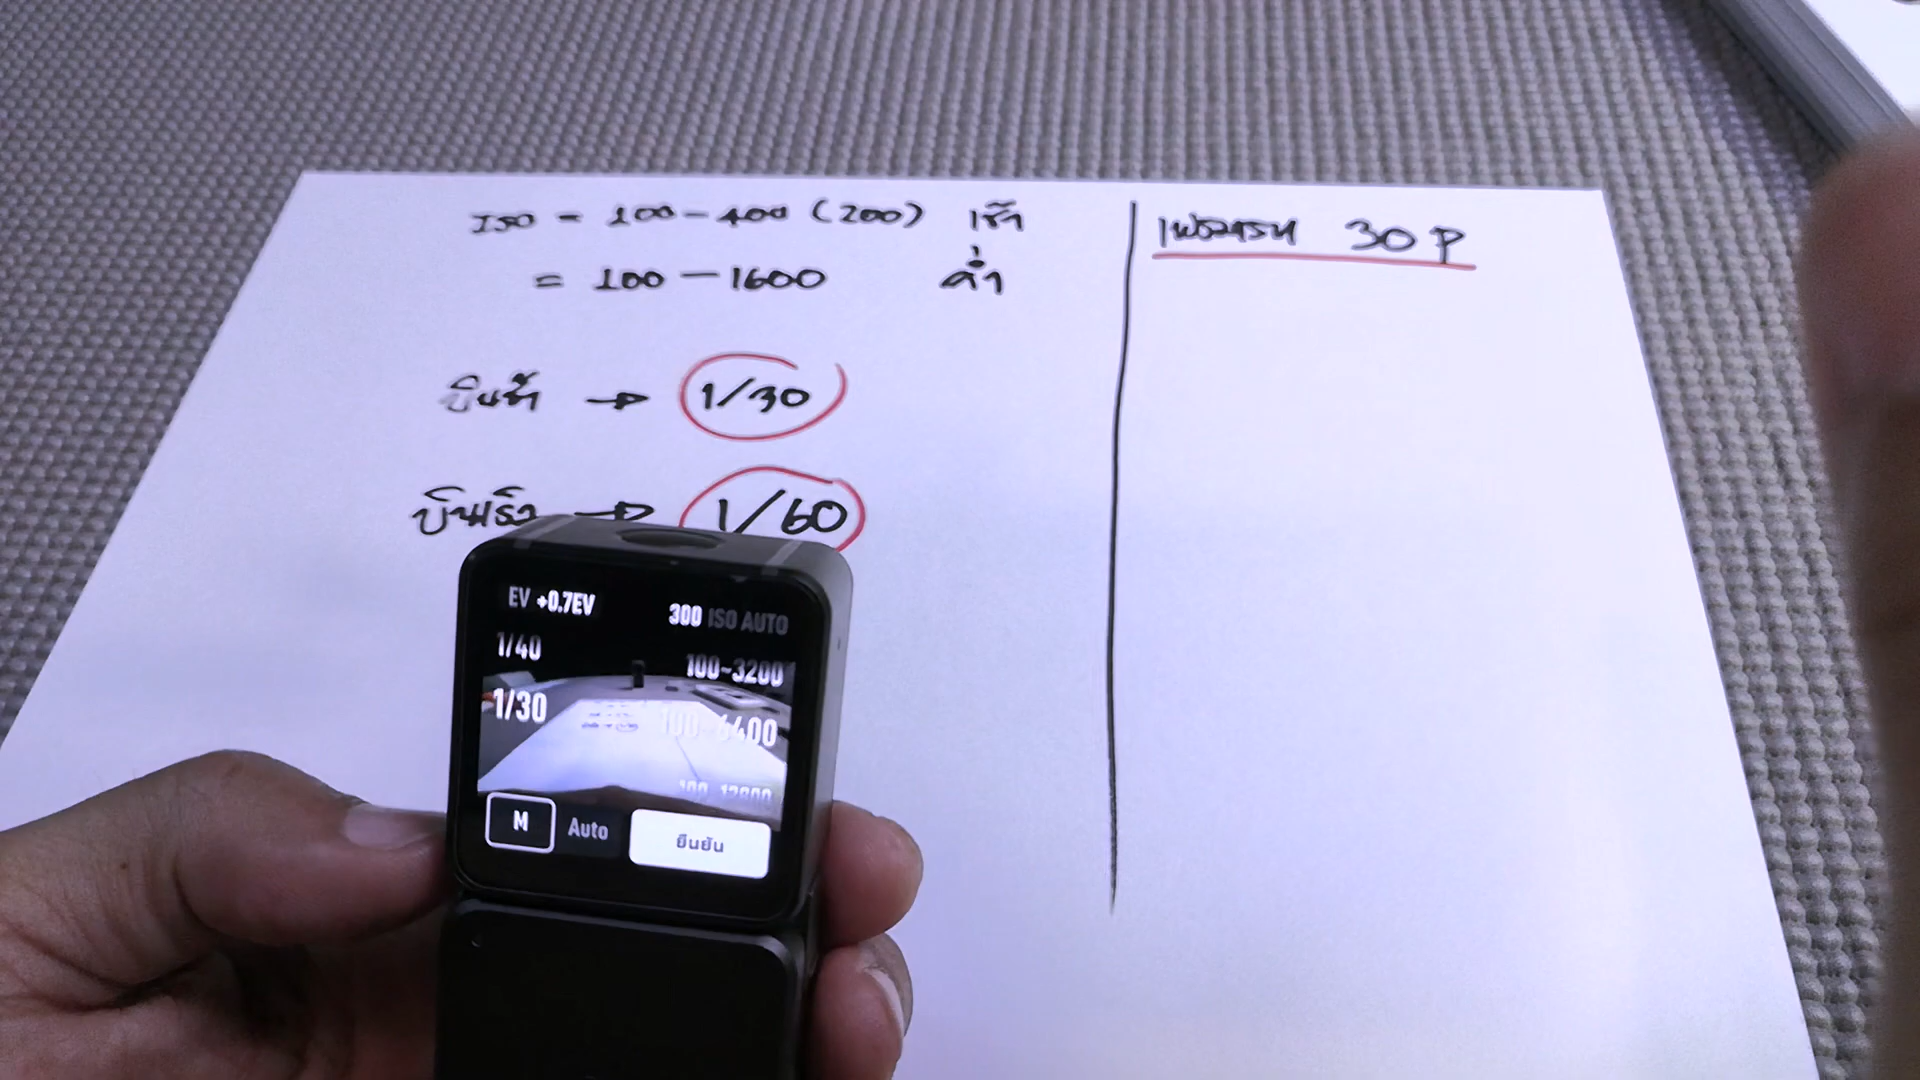 ISO = 100 - 400 (200) เช้า
= 100 - 1600 ค่ำ
บินช้า → 1/30
บินเร็ว → 1/60
เฟรมเรท 30 P
EV +0.7EV
300 ISO AUTO
1/40
100~3200
1/30
100~6400
100~12800
M Auto ยืนยัน